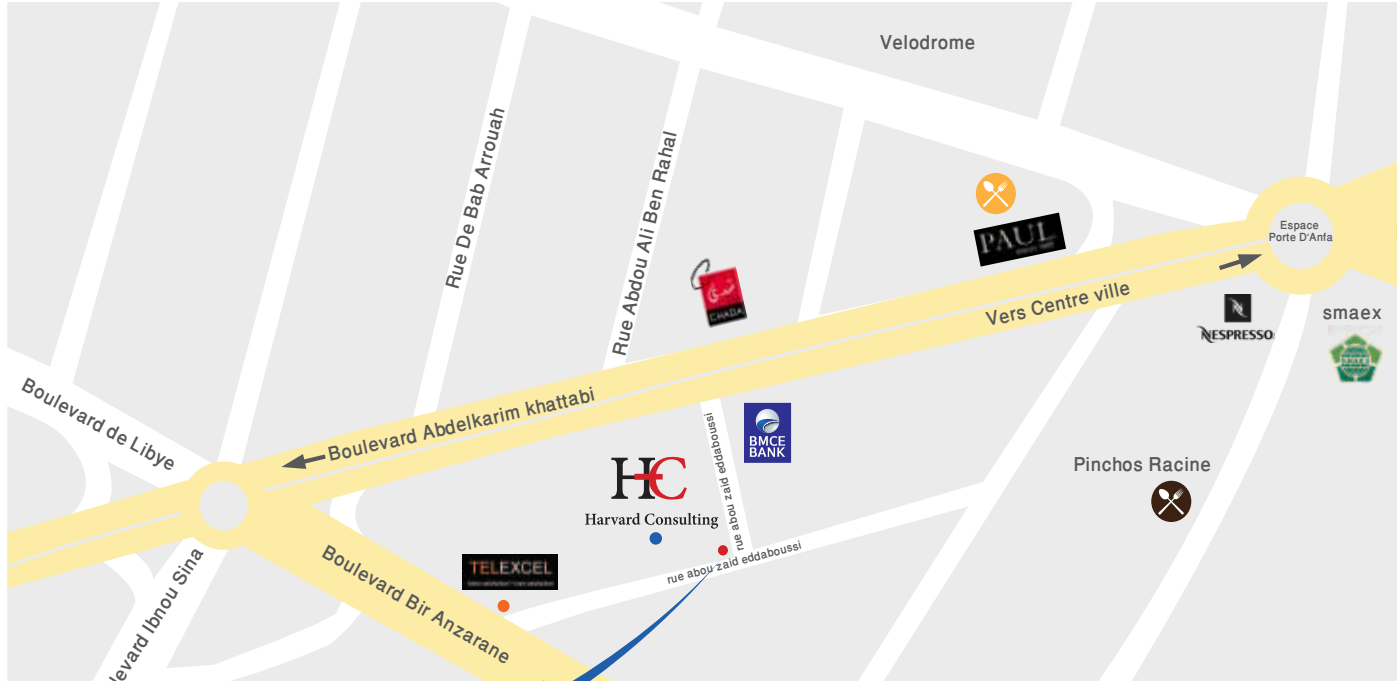 Velodrome
Rue De Bab Arrouah
Rue Abdou Ali Ben Rahal
PAUL
Espace
Porte D'Anfa
CHADA
Vers Centre ville
NESPRESSO
smaex
Boulevard de Libye
Boulevard Abdelkarim khattabi
BMCE
BANK
rue abou zaid eddaboussi
HC
Harvard Consulting
Pinchos Racine
TELEXCEL
rue abou zaid eddaboussi
Boulevard Bir Anzarane
levard Ibnou Sina